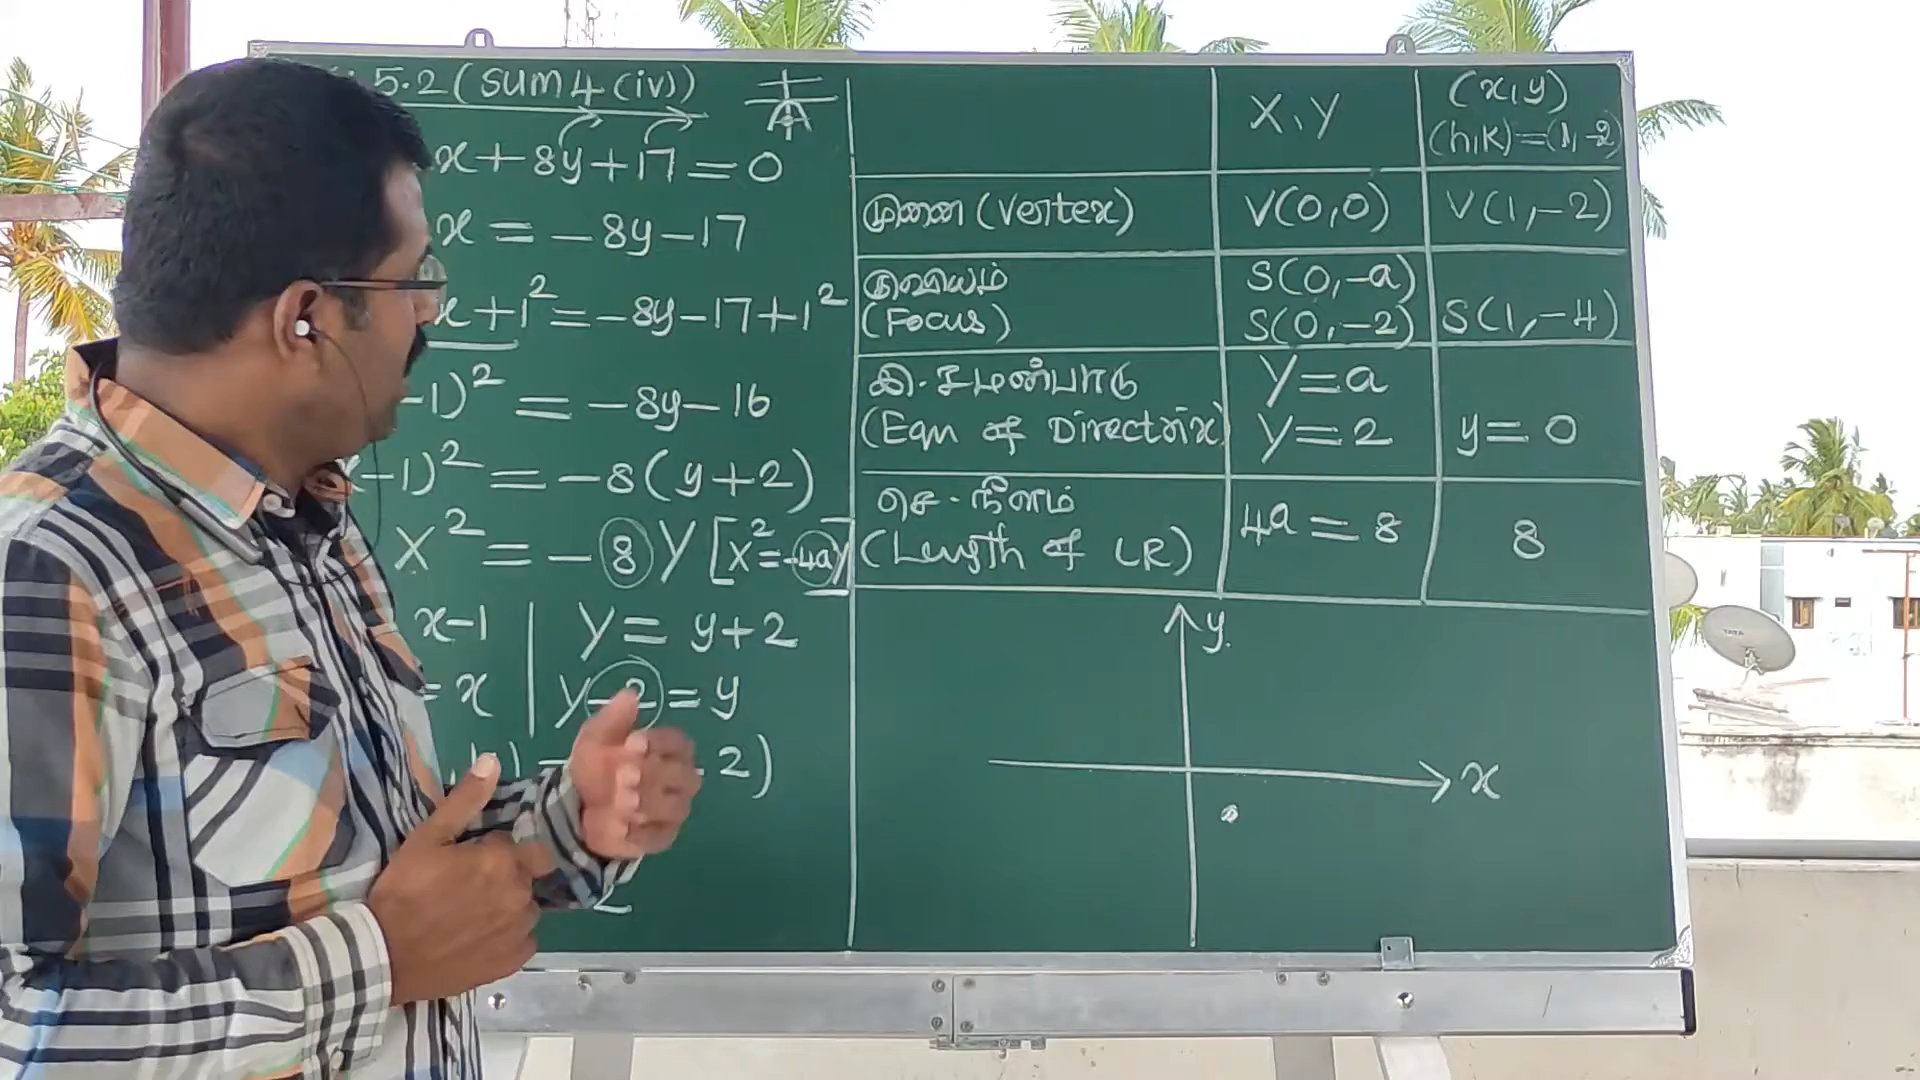 5.2 (Sum 4 (iv))
x + 8y + 17 = 0
x = -8y - 17
x + 1² = -8y - 17 + 1²
-1)² = -8y - 16
x-1)² = -8(y+2)
X² = -8Y [X² = -4aY]
x-1 | Y = y+2
= x | Y-2 = y
2)
2
X, Y
(x, y)
(h,k) = (1, -2)
முனை (Vertex)
V(0,0)
V(1,-2)
குவியம்
(Focus)
S(0,-a)
S(0,-2)
S(1,-4)
இ. சமன்பாடு
(Eqn of Directrix)
Y = a
Y = 2
y = 0
செ. நீளம்
(Length of LR)
4a = 8
8
y
x
TATA